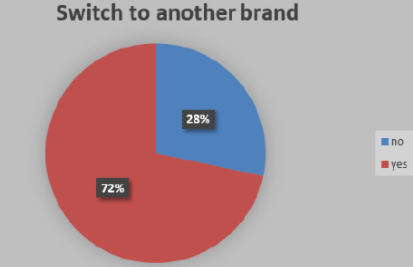 Switch to another brand
28%
72%
no
yes